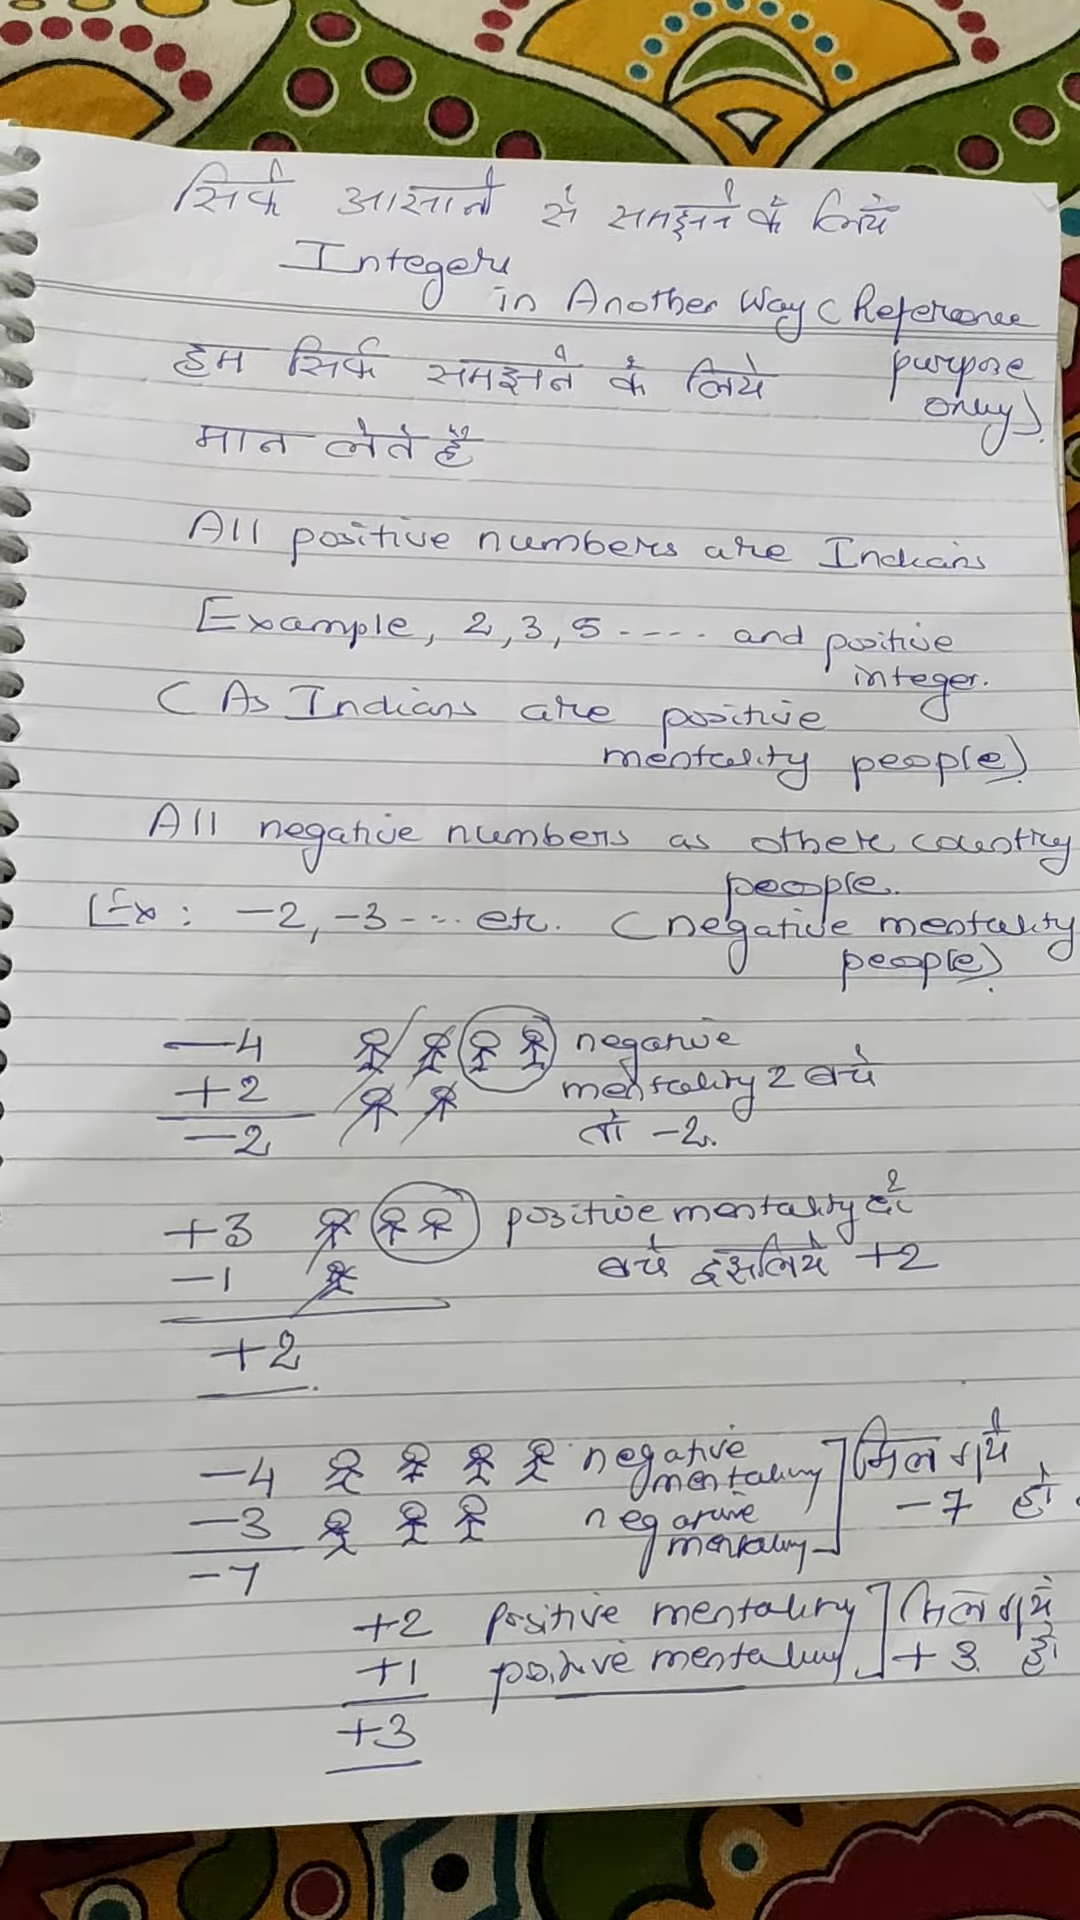 सिर्फ आसानी से समझने के लिये
Integers
in Another Way (Reference
purpose
only).
हम सिर्फ समझने के लिये
मान लेते हैं
All positive numbers are Indians
Example, 2, 3, 5 ---- and positive
integer.
(As Indians are positive
mentality people).
All negative numbers as other country
people.
Ex: -2, -3 --- etc. (negative mentality
people).
-4 negative
+2 mentality 2 बचे
-2 तो -2.
+3 positive mentality दो 2
-1 बचे इसलिये +2
+2
-4 negative mentality मिल गये
-3 negative mentality -7 हो
-7
+2 positive mentality मिल गये
+1 positive mentality +3 हो
+3